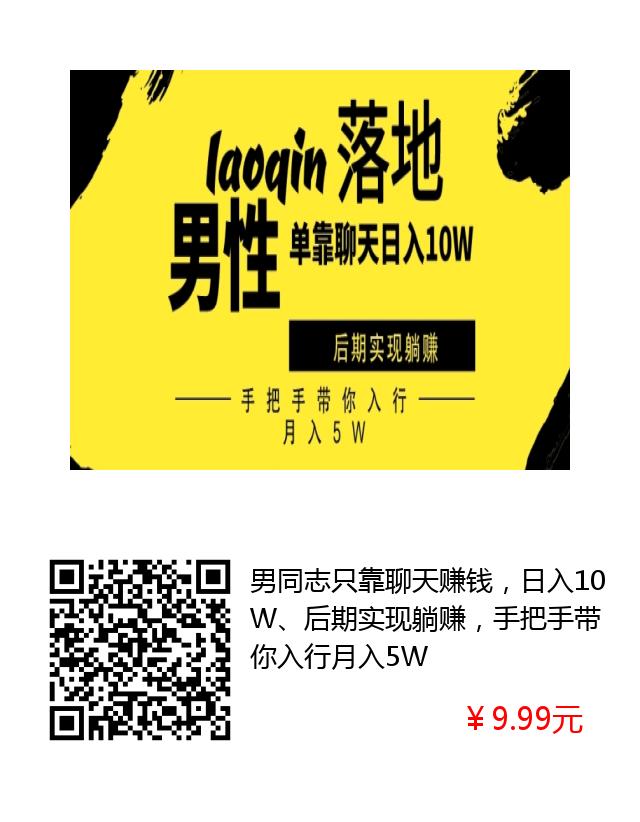 laoqin 落地
男性 单靠聊天日入10W
后期实现躺赚
手把手带你入行
月入5W
男同志只靠聊天赚钱，日入10
W、后期实现躺赚，手把手带
你入行月入5W
￥9.99元